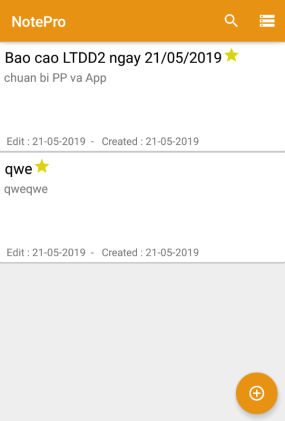 NotePro
Bao cao LTDD2 ngay 21/05/2019
chuan bi PP va App
Edit : 21-05-2019 - Created : 21-05-2019
qwe
qweqwe
Edit : 21-05-2019 - Created : 21-05-2019